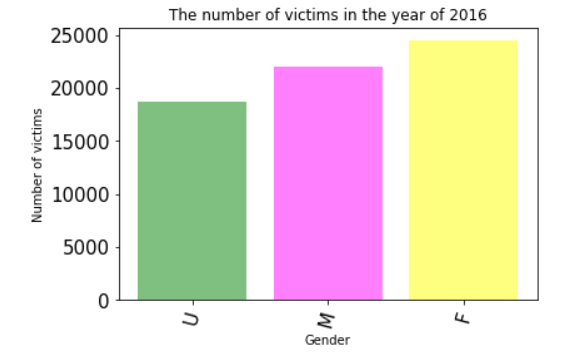 The number of victims in the year of 2016
Number of victims
25000
20000
15000
10000
5000
0
U
M
F
Gender